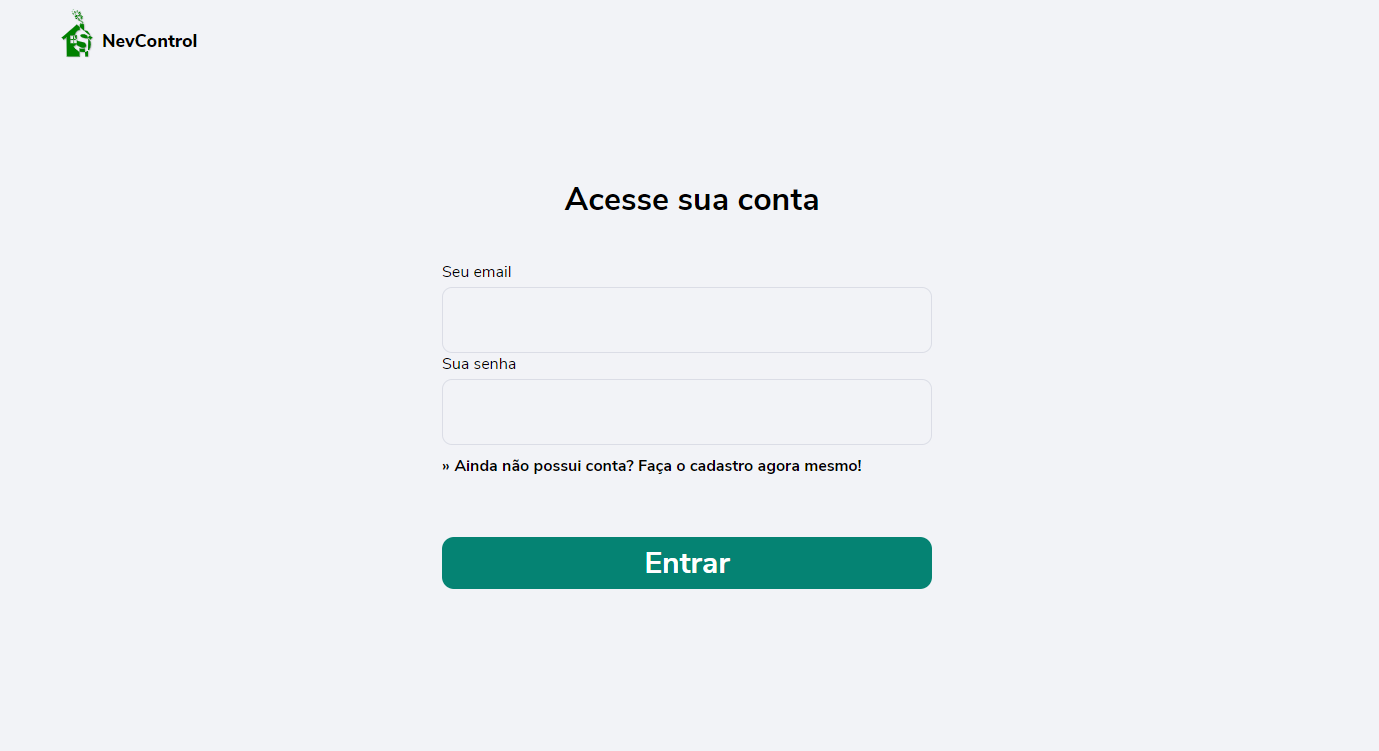 NevControl
Acesse sua conta
Seu email
Sua senha
» Ainda não possui conta? Faça o cadastro agora mesmo!
Entrar